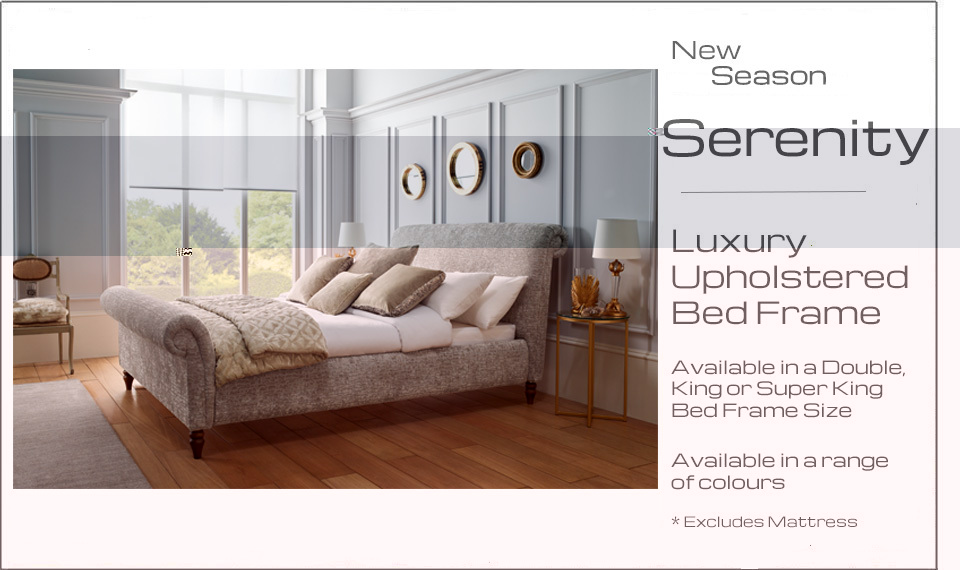 New
Season
Serenity
Luxury
Upholstered
Bed Frame
Available in a Double,
King or Super King
Bed Frame Size
Available in a range
of colours
* Excludes Mattress